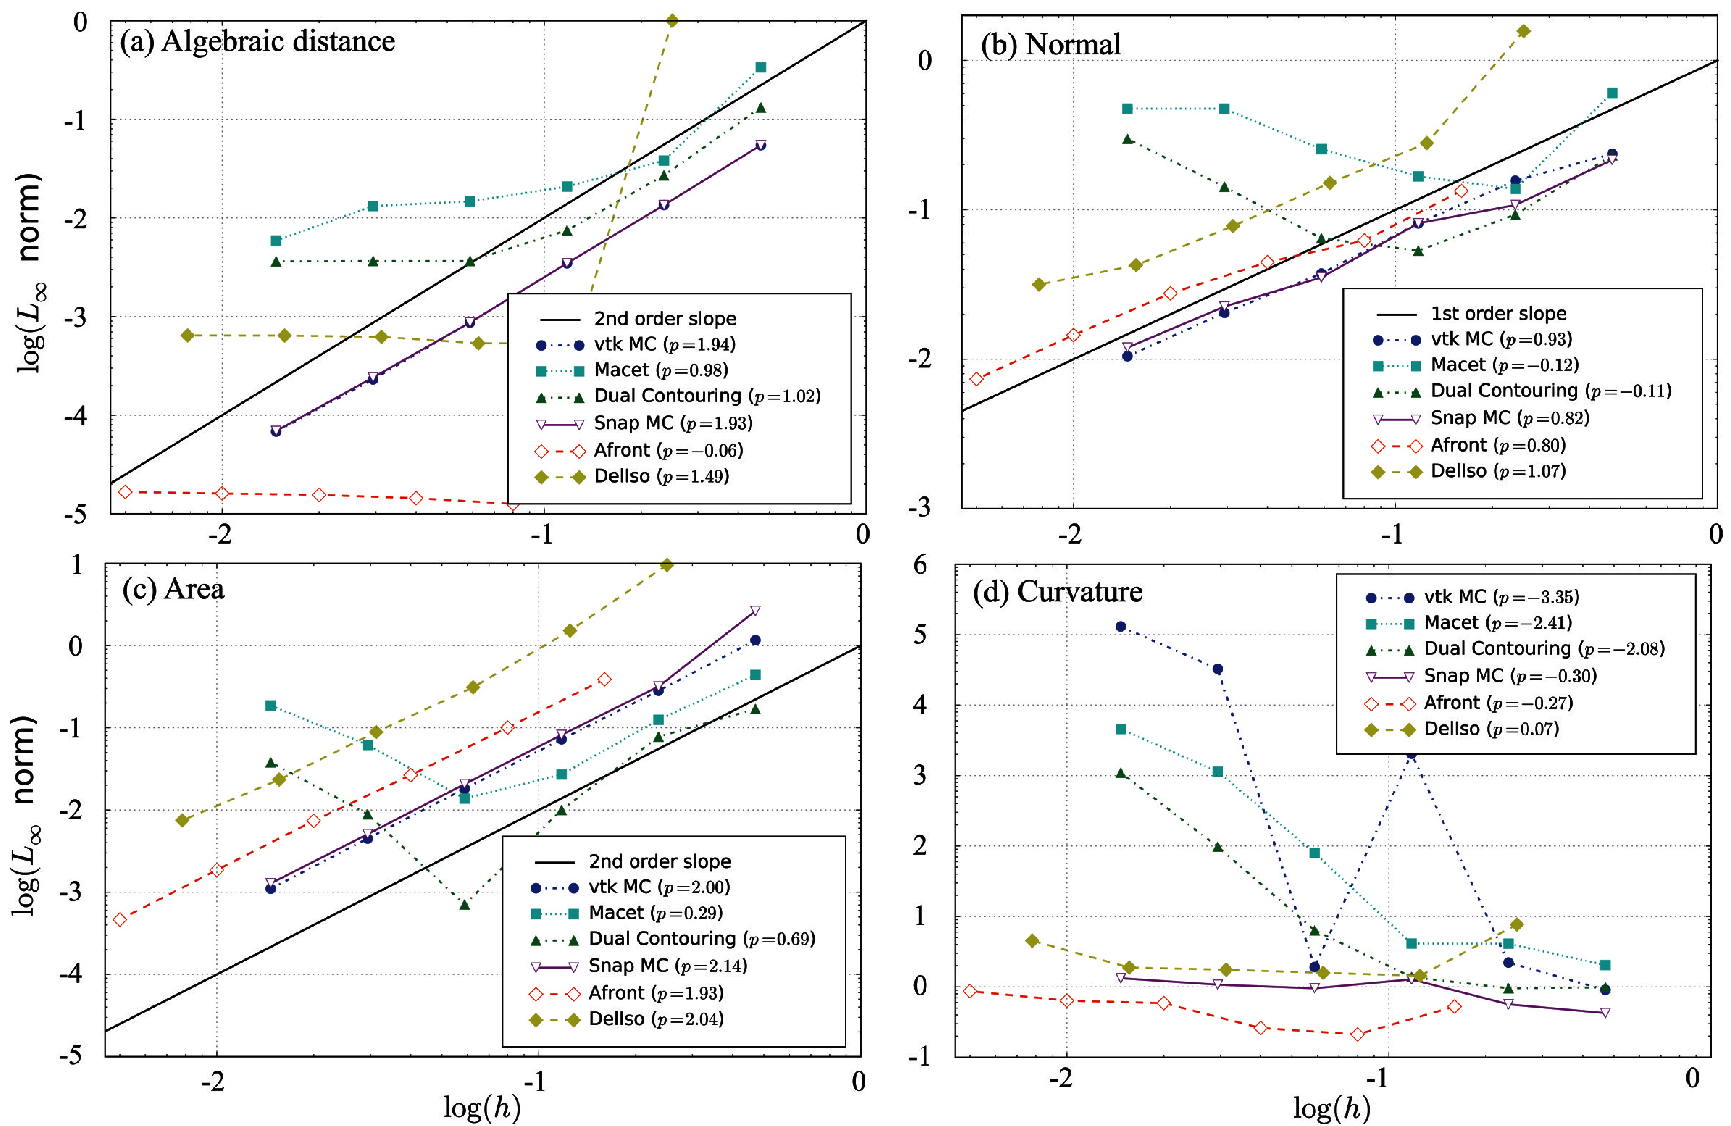 (a) Algebraic distance
0
-1
-2
-3
-4
-5
log(L∞ norm)
2nd order slope
vtk MC (p=1.94)
Macet (p=0.98)
Dual Contouring (p=1.02)
Snap MC (p=1.93)
Afront (p=−0.06)
Dellso (p=1.49)
-2 -1 0
(b) Normal
0
-1
-2
-3
1st order slope
vtk MC (p=0.93)
Macet (p=−0.12)
Dual Contouring (p=−0.11)
Snap MC (p=0.82)
Afront (p=0.80)
Dellso (p=1.07)
-2 -1 0
(c) Area
1
0
-1
-2
-3
-4
-5
log(L∞ norm)
2nd order slope
vtk MC (p=2.00)
Macet (p=0.29)
Dual Contouring (p=0.69)
Snap MC (p=2.14)
Afront (p=1.93)
Dellso (p=2.04)
-2 -1 0
log(h)
(d) Curvature
6
5
4
3
2
1
0
-1
vtk MC (p=−3.35)
Macet (p=−2.41)
Dual Contouring (p=−2.08)
Snap MC (p=−0.30)
Afront (p=−0.27)
Dellso (p=0.07)
-2 -1 0
log(h)